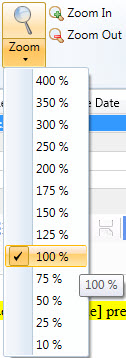 Zoom In
Zoom Out
Zoom
e Date
400 %
350 %
300 %
250 %
200 %
175 %
150 %
125 %
100 %
75 %
100 %
50 %
e] pre
25 %
10 %